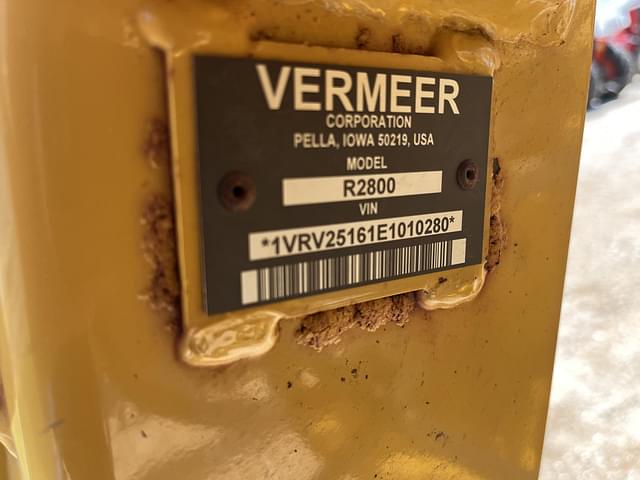 VERMEER
CORPORATION
PELLA, IOWA 50219, USA
MODEL
R2800
VIN
*1VRV25161E1010280*